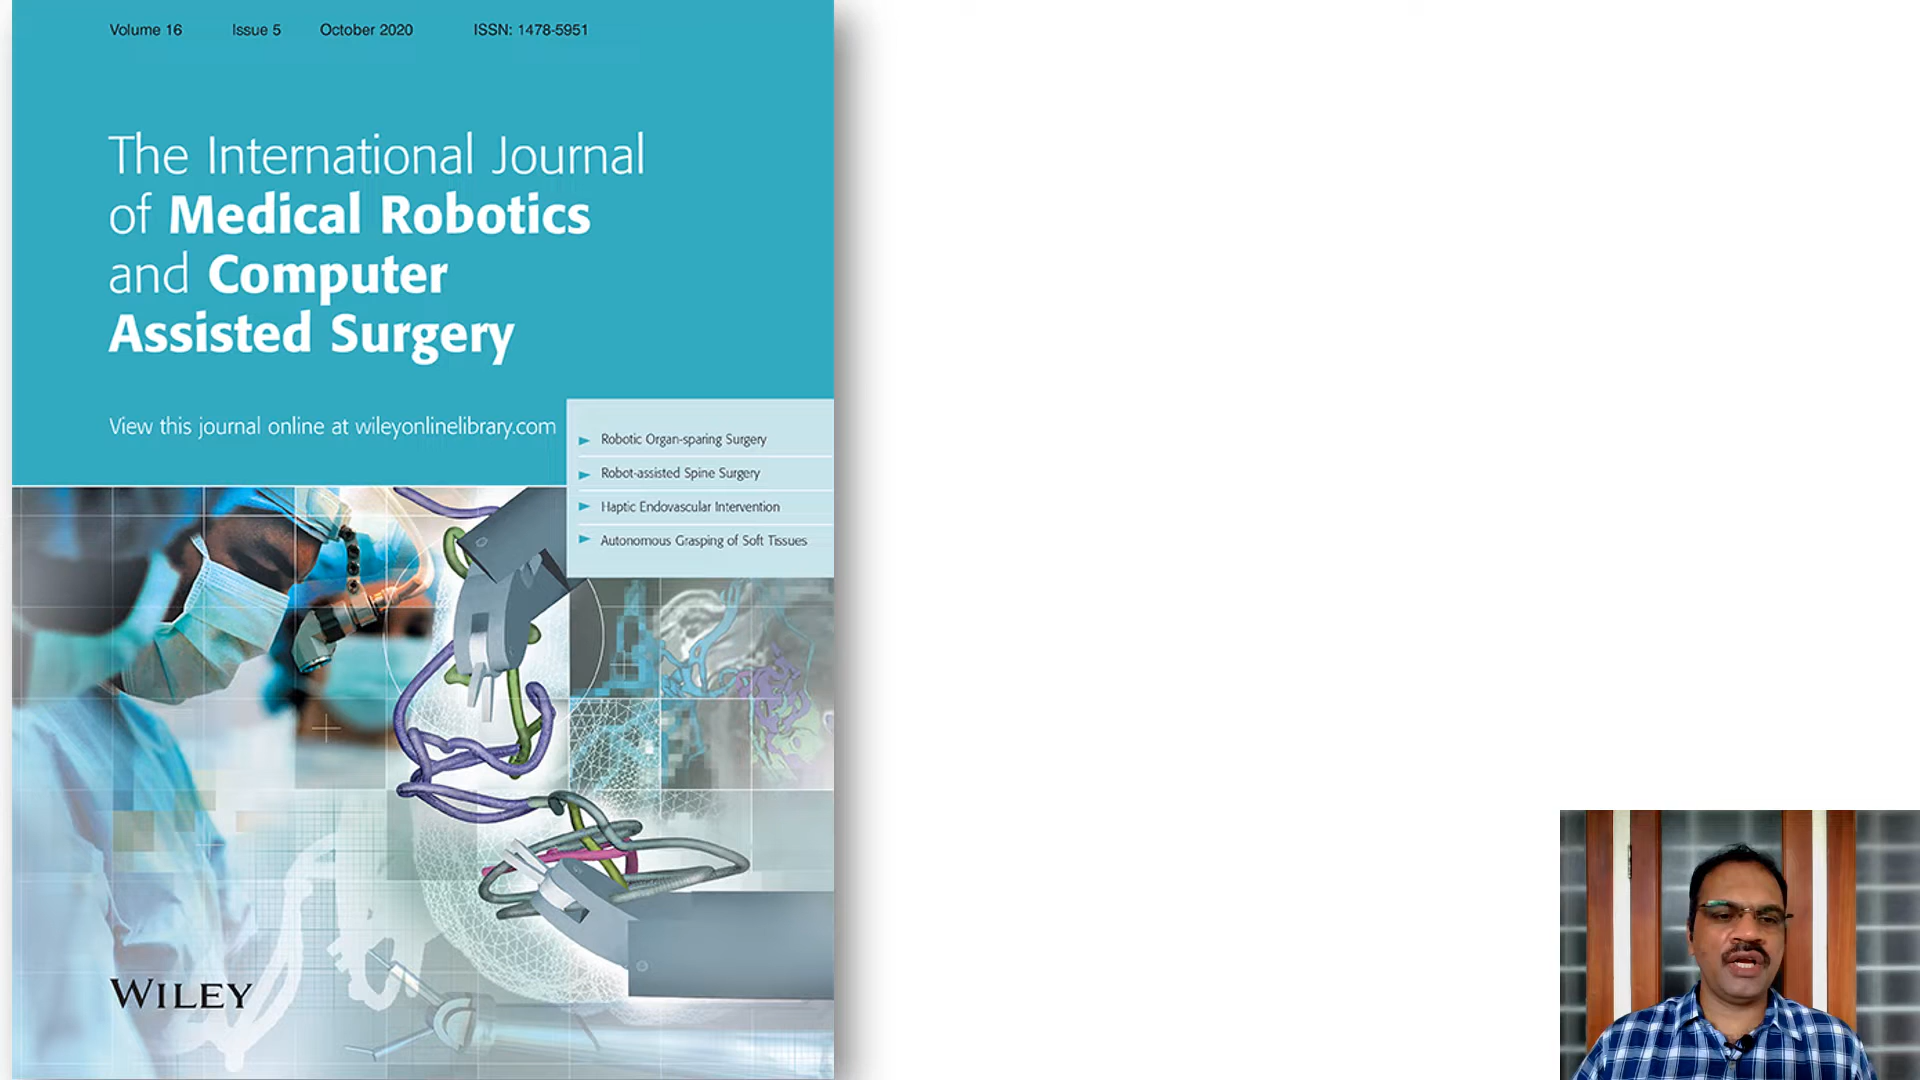 Volume 16 Issue 5 October 2020 ISSN: 1478-5951
The International Journal
of Medical Robotics
and Computer
Assisted Surgery
View this journal online at wileyonlinelibrary.com
Robotic Organ-sparing Surgery
Robot-assisted Spine Surgery
Haptic Endovascular Intervention
Autonomous Grasping of Soft Tissues
WILEY